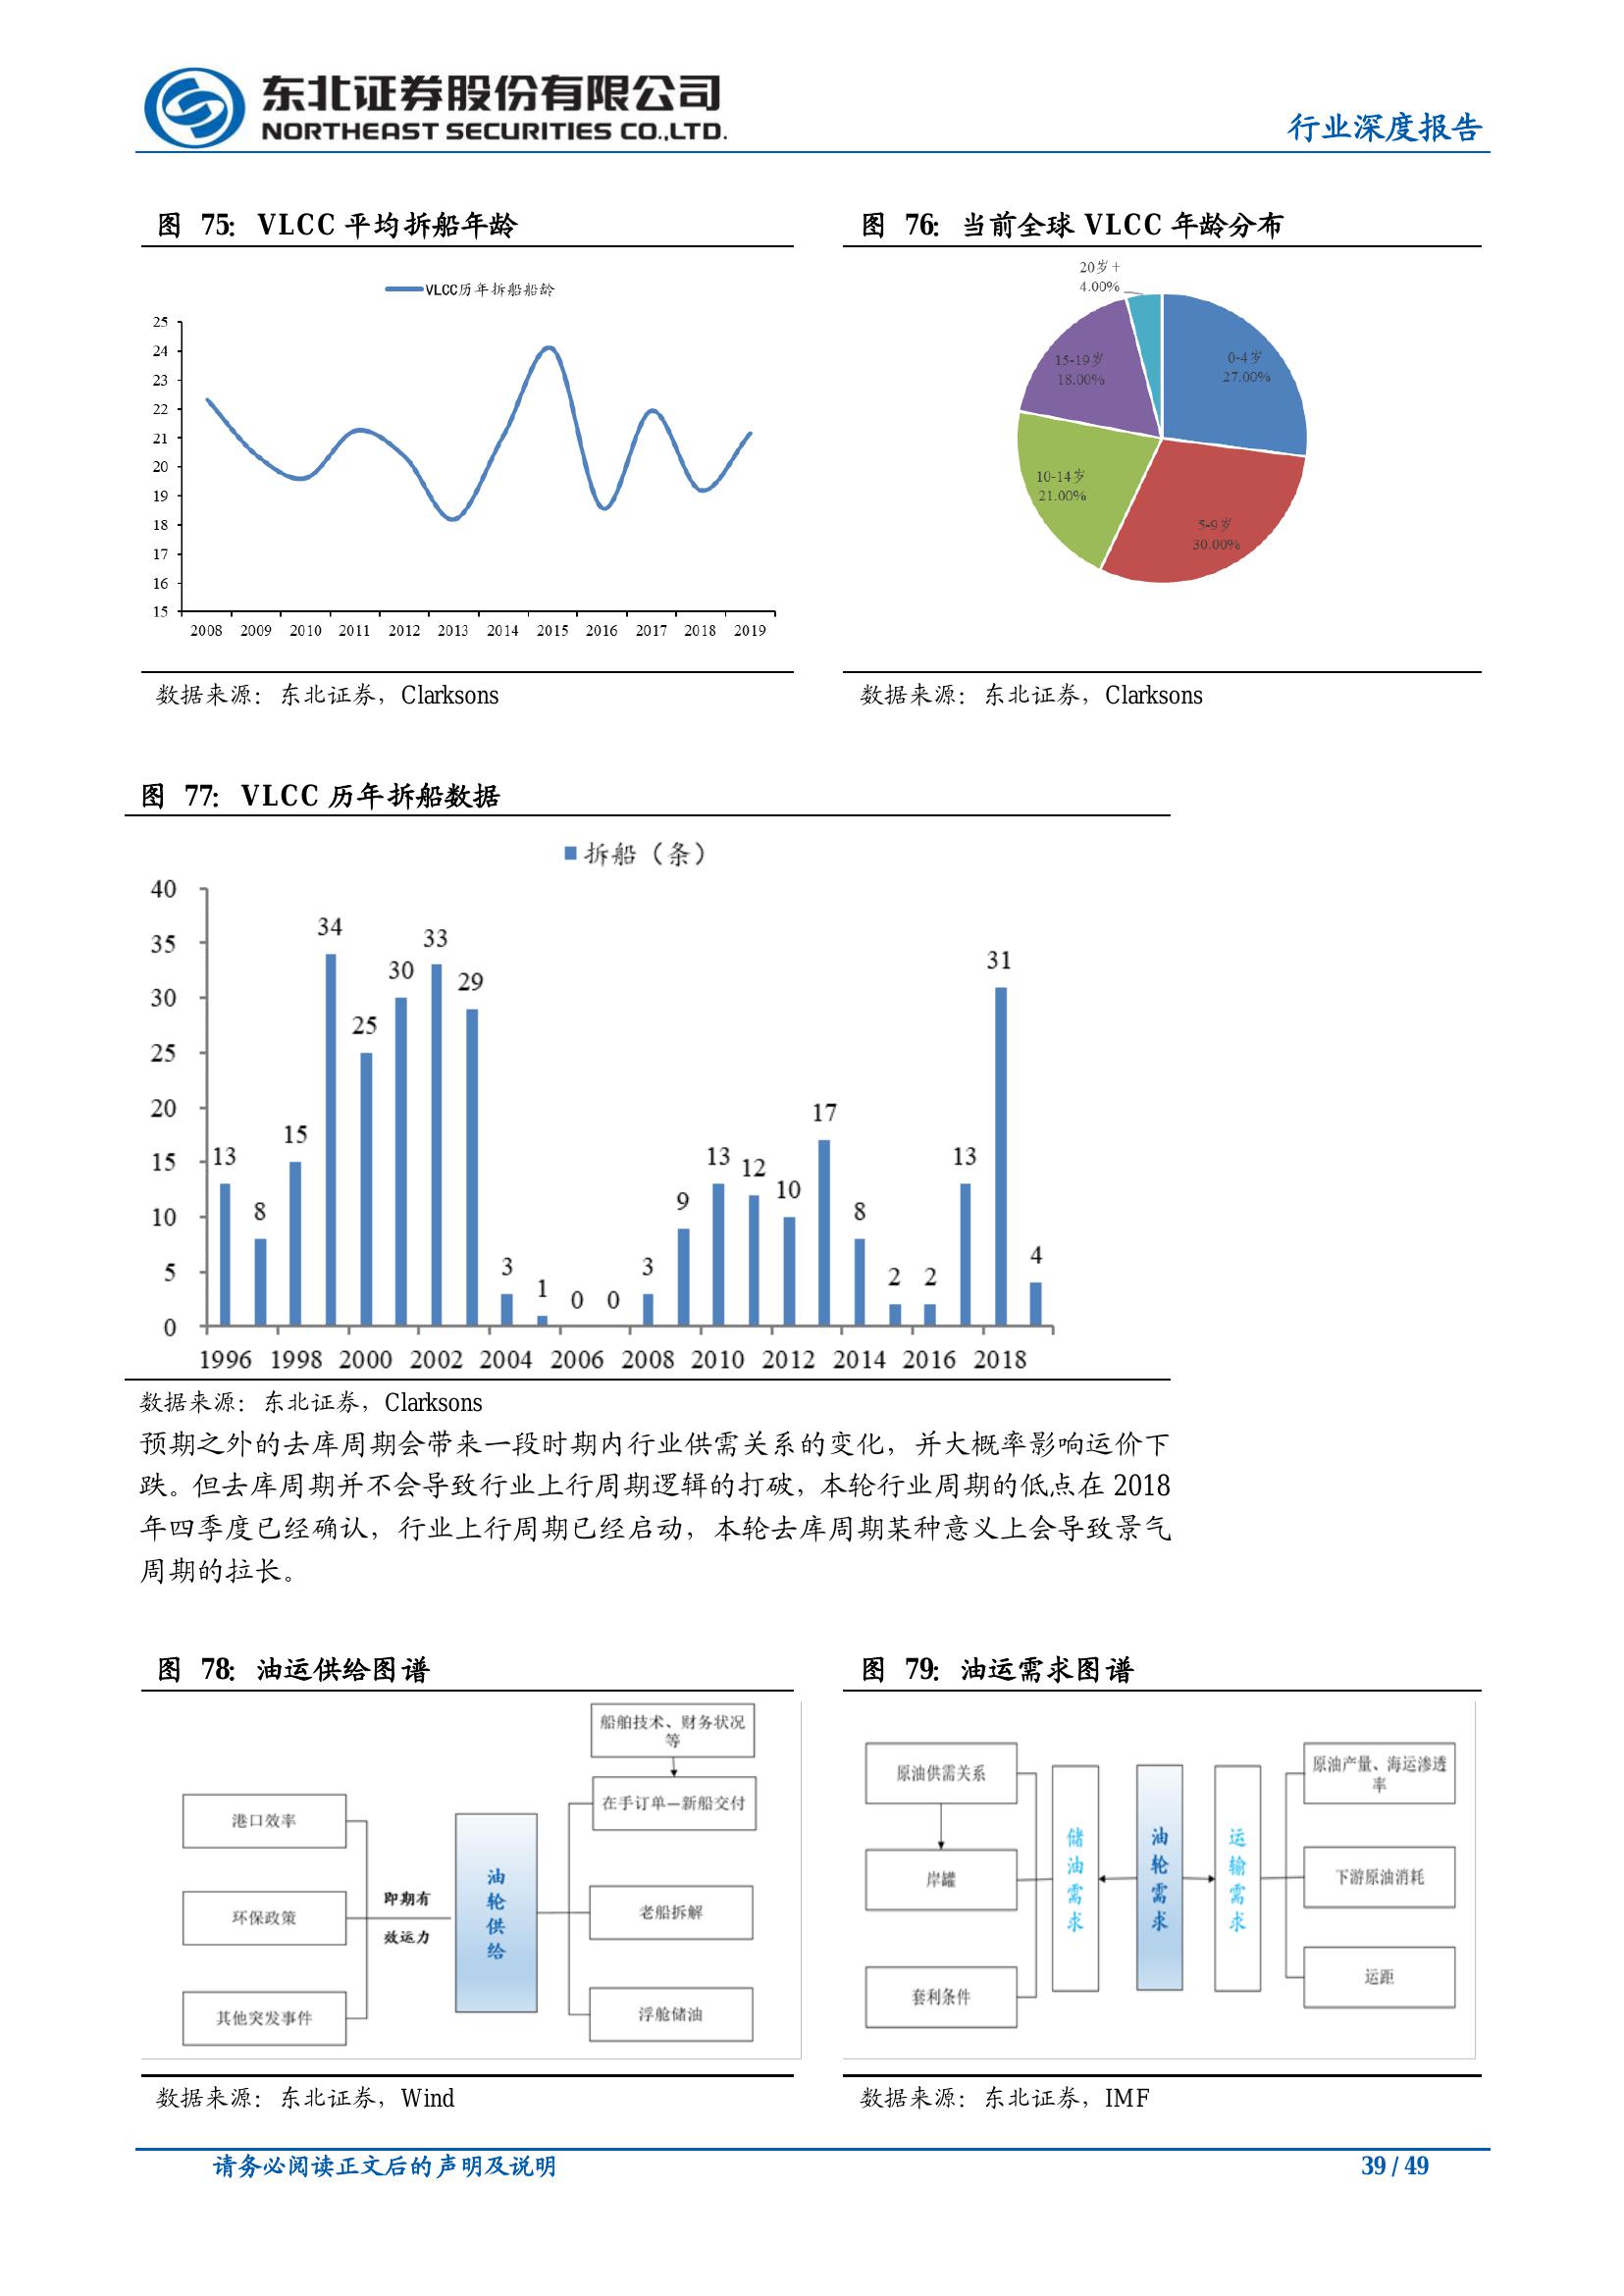 东北证券股份有限公司
NORTHEAST SECURITIES CO.,LTD.
行业深度报告
图 75：VLCC 平均拆船年龄
VLCC历年拆船船龄
25
24
23
22
21
20
19
18
17
16
15
2008 2009 2010 2011 2012 2013 2014 2015 2016 2017 2018 2019
数据来源：东北证券，Clarksons
图 76：当前全球 VLCC 年龄分布
20岁+
4.00%
0-4岁
27.00%
15-19岁
18.00%
10-14岁
21.00%
5-9岁
30.00%
数据来源：东北证券，Clarksons
图 77：VLCC 历年拆船数据
拆船（条）
40
35
30
25
20
15
10
5
0
13 8 15 34 25 30 33 29 3 1 0 0 3 9 13 12 10 17 8 2 2 13 31 4
1996 1998 2000 2002 2004 2006 2008 2010 2012 2014 2016 2018
数据来源：东北证券，Clarksons
预期之外的去库周期会带来一段时期内行业供需关系的变化，并大概率影响运价下
跌。但去库周期并不会导致行业上行周期逻辑的打破，本轮行业周期的低点在 2018
年四季度已经确认，行业上行周期已经启动，本轮去库周期某种意义上会导致景气
周期的拉长。
图 78：油运供给图谱
港口效率
环保政策
其他突发事件
即期有
效运力
油轮供给
船舶技术、财务状况
等
在手订单—新船交付
老船拆解
浮舱储油
数据来源：东北证券，Wind
图 79：油运需求图谱
原油供需关系
岸罐
套利条件
储油需求
油轮需求
运输需求
原油产量、海运渗透
率
下游原油消耗
运距
数据来源：东北证券，IMF
请务必阅读正文后的声明及说明
39 / 49